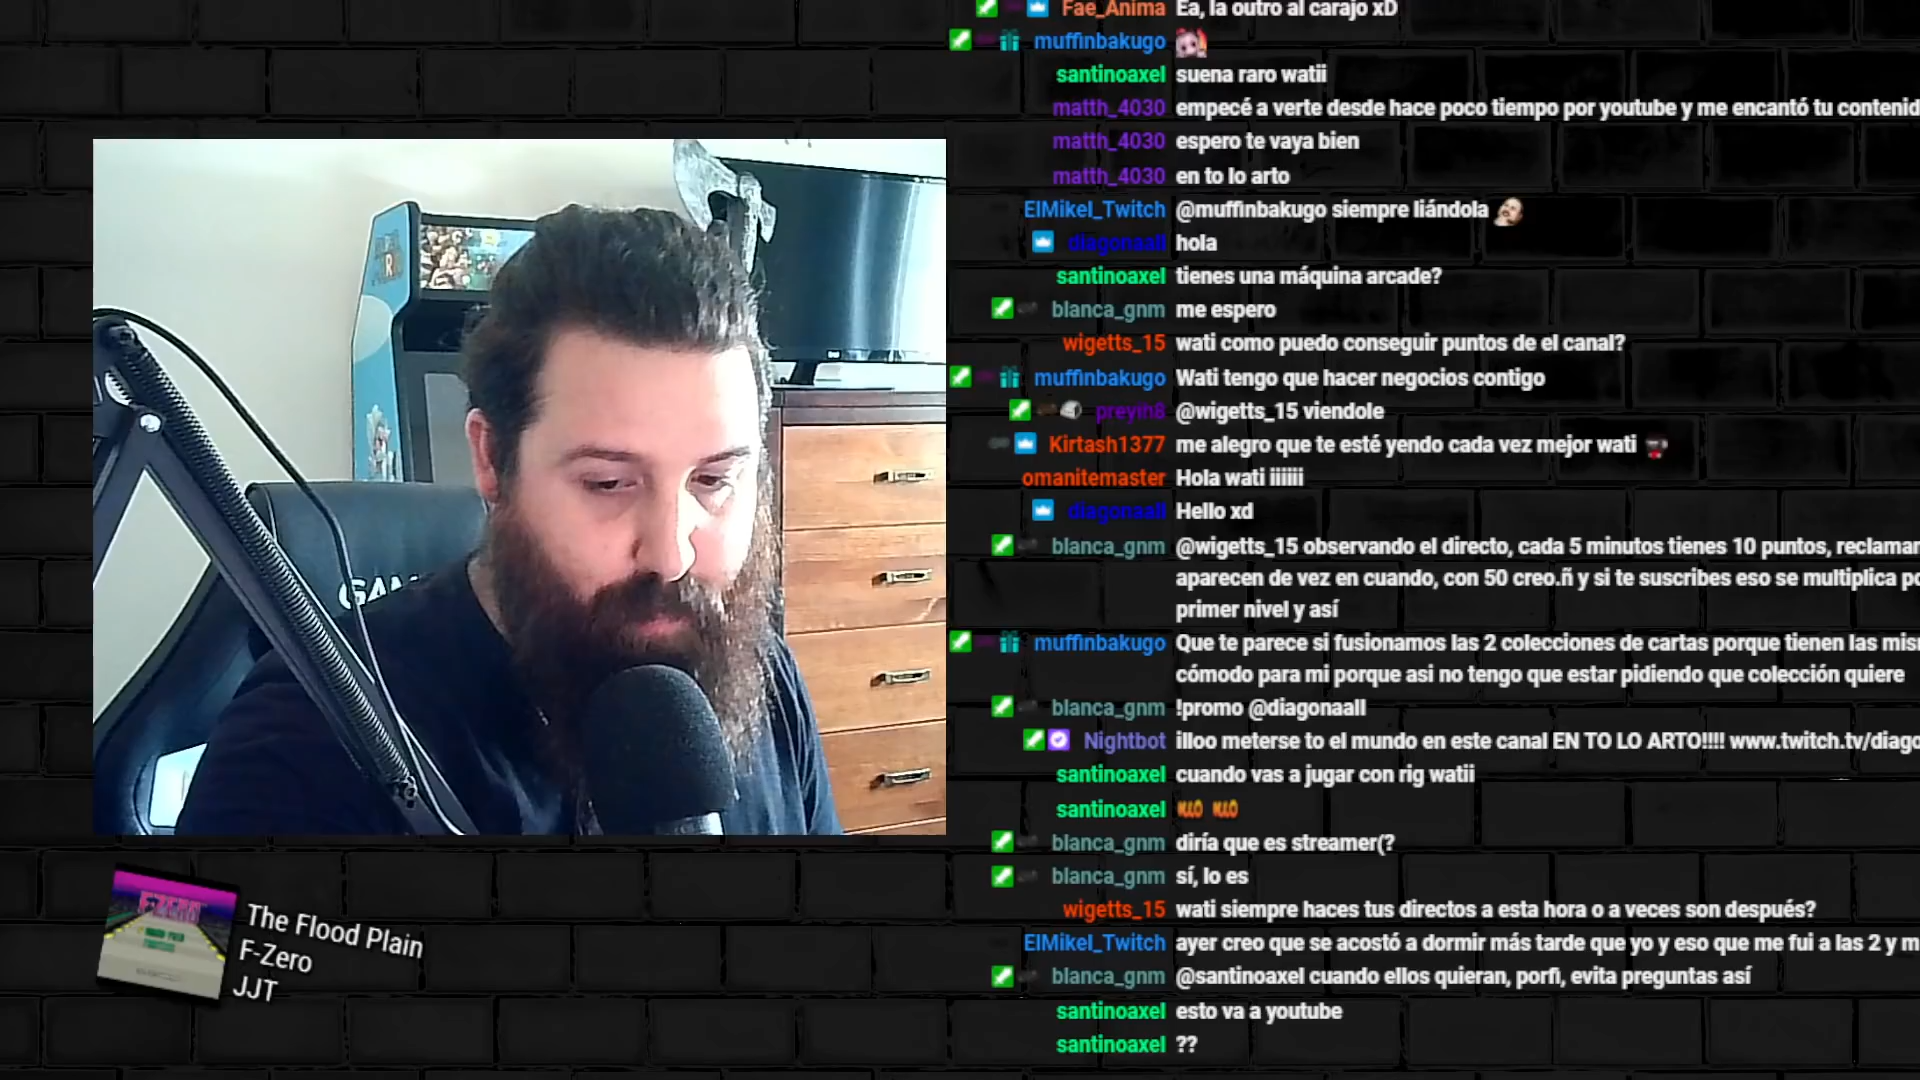 Fae_Anima Ea, la outro al carajo xD
muffinbakugo
santinoaxel suena raro watii
matth_4030 empecé a verte desde hace poco tiempo por youtube y me encantó tu contenid
matth_4030 espero te vaya bien
matth_4030 en to lo arto
ElMikel_Twitch @muffinbakugo siempre liándola
diagonaall hola
santinoaxel tienes una máquina arcade?
blanca_gnm me espero
wigetts_15 wati como puedo conseguir puntos de el canal?
muffinbakugo Wati tengo que hacer negocios contigo
preyih8 @wigetts_15 viendole
Kirtash1377 me alegro que te esté yendo cada vez mejor wati
omanitemaster Hola wati iiiiiii
diagonaall Hello xd
blanca_gnm @wigetts_15 observando el directo, cada 5 minutos tienes 10 puntos, reclamar
aparecen de vez en cuando, con 50 creo.ñ y si te suscribes eso se multiplica po
primer nivel y así
muffinbakugo Que te parece si fusionamos las 2 colecciones de cartas porque tienen las mis
cómodo para mi porque asi no tengo que estar pidiendo que colección quiere
blanca_gnm !promo @diagonaall
Nightbot illoo meterse to el mundo en este canal EN TO LO ARTO!!!! www.twitch.tv/diago
santinoaxel cuando vas a jugar con rig watii
santinoaxel
blanca_gnm diría que es streamer(?
blanca_gnm sí, lo es
wigetts_15 wati siempre haces tus directos a esta hora o a veces son después?
ElMikel_Twitch ayer creo que se acostó a dormir más tarde que yo y eso que me fui a las 2 y m
blanca_gnm @santinoaxel cuando ellos quieran, porfi, evita preguntas así
santinoaxel esto va a youtube
santinoaxel ??
GAM
F-ZERO
The Flood Plain
F-Zero
JJT